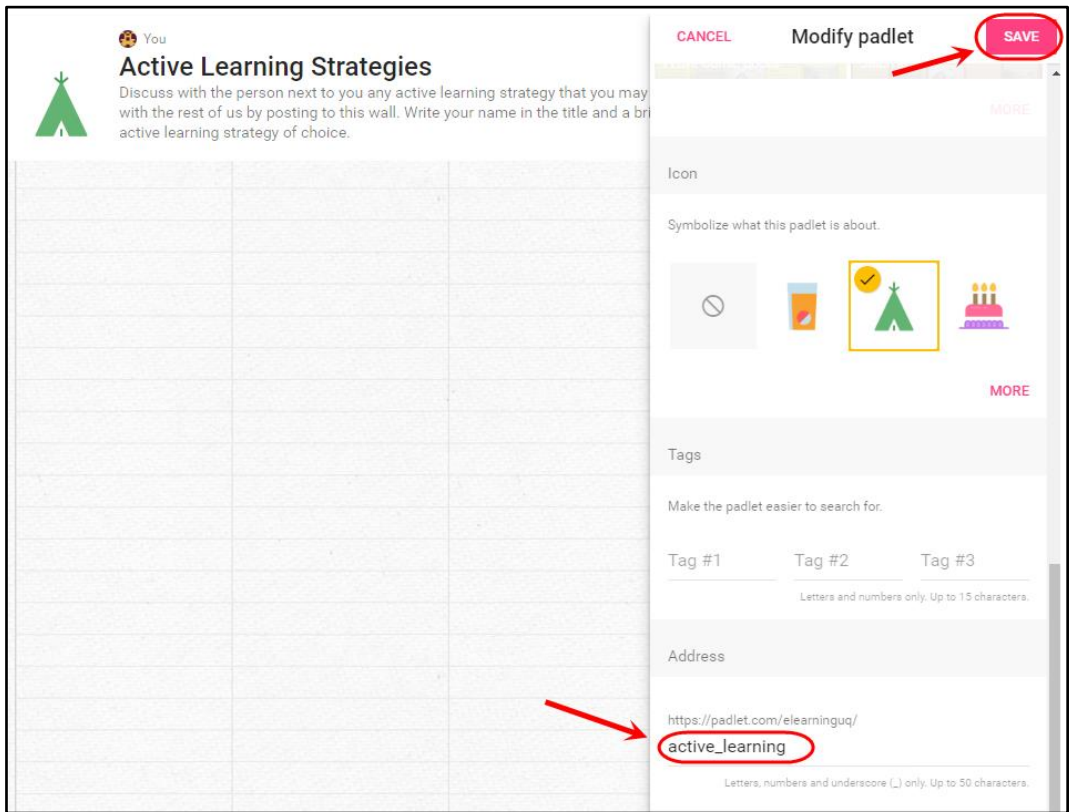 You
Active Learning Strategies
Discuss with the person next to you any active learning strategy that you may
with the rest of us by posting to this wall. Write your name in the title and a bri
active learning strategy of choice.
CANCEL
Modify padlet
SAVE
MORE
Icon
Symbolize what this padlet is about.
MORE
Tags
Make the padlet easier to search for.
Tag #1 Tag #2 Tag #3
Letters and numbers only. Up to 15 characters.
Address
https://padlet.com/elearninguq/
active_learning
Letters, numbers and underscore (_) only. Up to 50 characters.